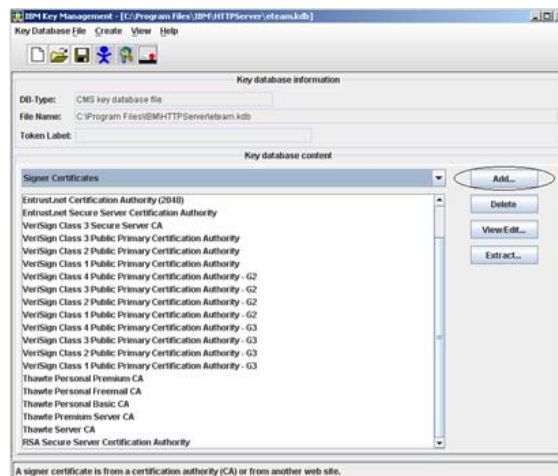 IBM Key Management - [C:\Program Files\IBM\HTTPServer\eteam.kdb]
Key Database File Create View Help
Key database information
DB-Type: CMS key database file
File Name: C:\Program Files\IBM\HTTPServer\eteam.kdb
Token Label:
Key database content
Signer Certificates
Add...
Entrust.net Certification Authority (2048)
Delete
Entrust.net Secure Server Certification Authority
VeriSign Class 3 Secure Server CA
View/Edit...
VeriSign Class 3 Public Primary Certification Authority
VeriSign Class 2 Public Primary Certification Authority
Extract...
VeriSign Class 1 Public Primary Certification Authority
VeriSign Class 4 Public Primary Certification Authority - G2
VeriSign Class 3 Public Primary Certification Authority - G2
VeriSign Class 2 Public Primary Certification Authority - G2
VeriSign Class 1 Public Primary Certification Authority - G2
VeriSign Class 4 Public Primary Certification Authority - G3
VeriSign Class 3 Public Primary Certification Authority - G3
VeriSign Class 2 Public Primary Certification Authority - G3
VeriSign Class 1 Public Primary Certification Authority - G3
Thawte Personal Premium CA
Thawte Personal Freemail CA
Thawte Personal Basic CA
Thawte Premium Server CA
Thawte Server CA
RSA Secure Server Certification Authority
A signer certificate is from a certification authority (CA) or from another web site.